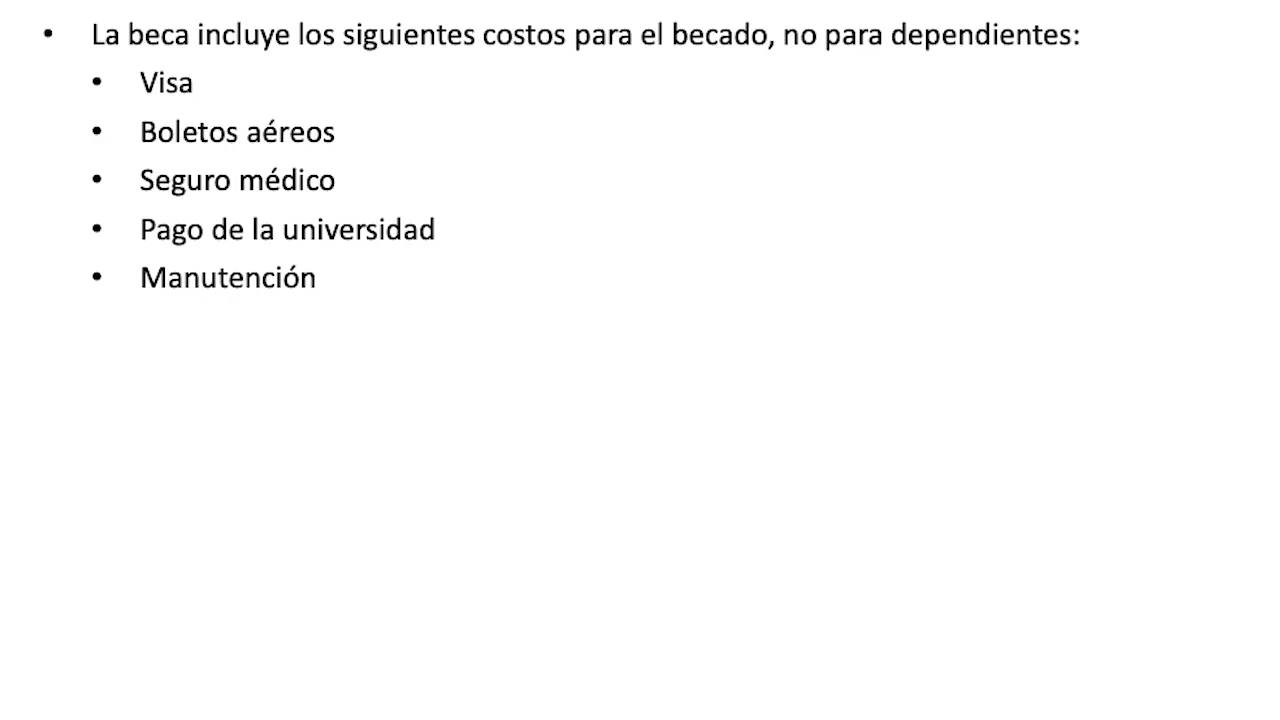 • La beca incluye los siguientes costos para el becado, no para dependientes:
• Visa
• Boletos aéreos
• Seguro médico
• Pago de la universidad
• Manutención